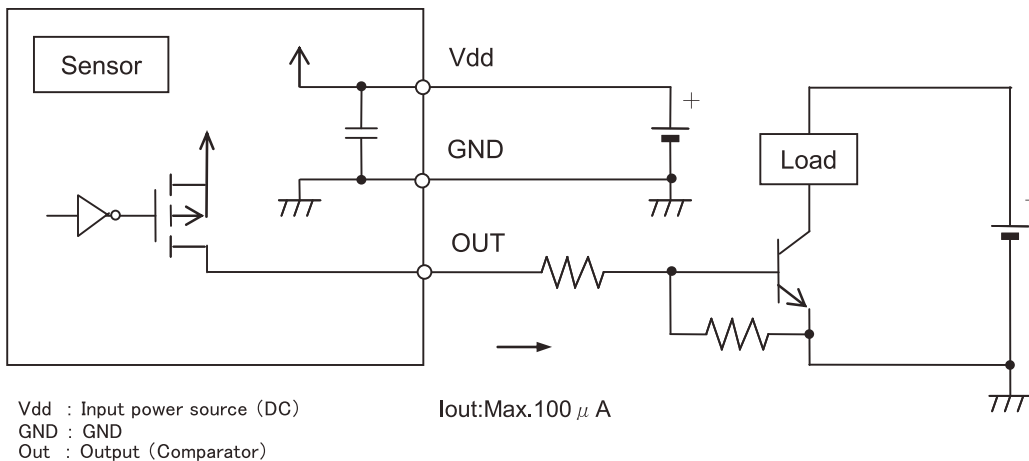 Sensor
Vdd
+
GND
Load
OUT
Vdd : Input power source (DC)
GND : GND
Out : Output (Comparator)
Iout:Max.100 μ A